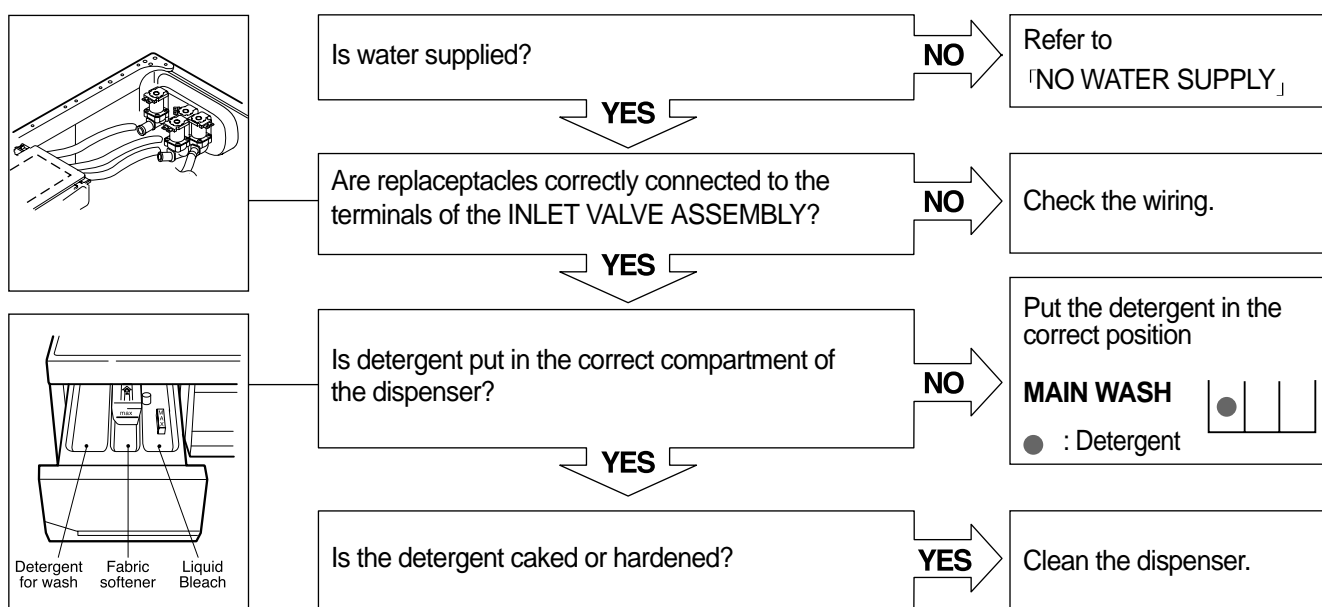 Is water supplied?
NO
Refer to
「NO WATER SUPPLY」
YES
Are replaceptacles correctly connected to the
terminals of the INLET VALVE ASSEMBLY?
NO
Check the wiring.
YES
Is detergent put in the correct compartment of
the dispenser?
NO
Put the detergent in the
correct position
MAIN WASH
: Detergent
YES
max
MAX
Detergent
for wash
Fabric
softener
Liquid
Bleach
Is the detergent caked or hardened?
YES
Clean the dispenser.